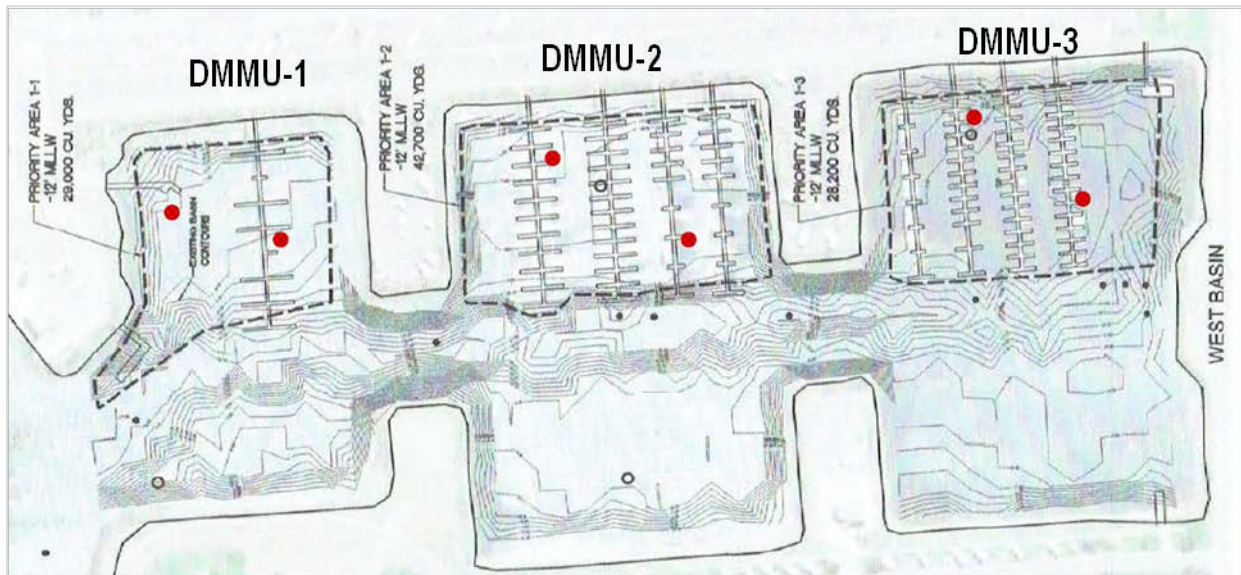 DMMU-1
DMMU-2
DMMU-3
PRIORITY AREA 1-1
-12' MLLW
29,000 CU. YDS.
PRIORITY AREA 1-2
-12' MLLW
42,700 CU. YDS.
PRIORITY AREA 1-3
-12' MLLW
28,200 CU. YDS.
EXISTING BASIN
CONTOURS
WEST BASIN